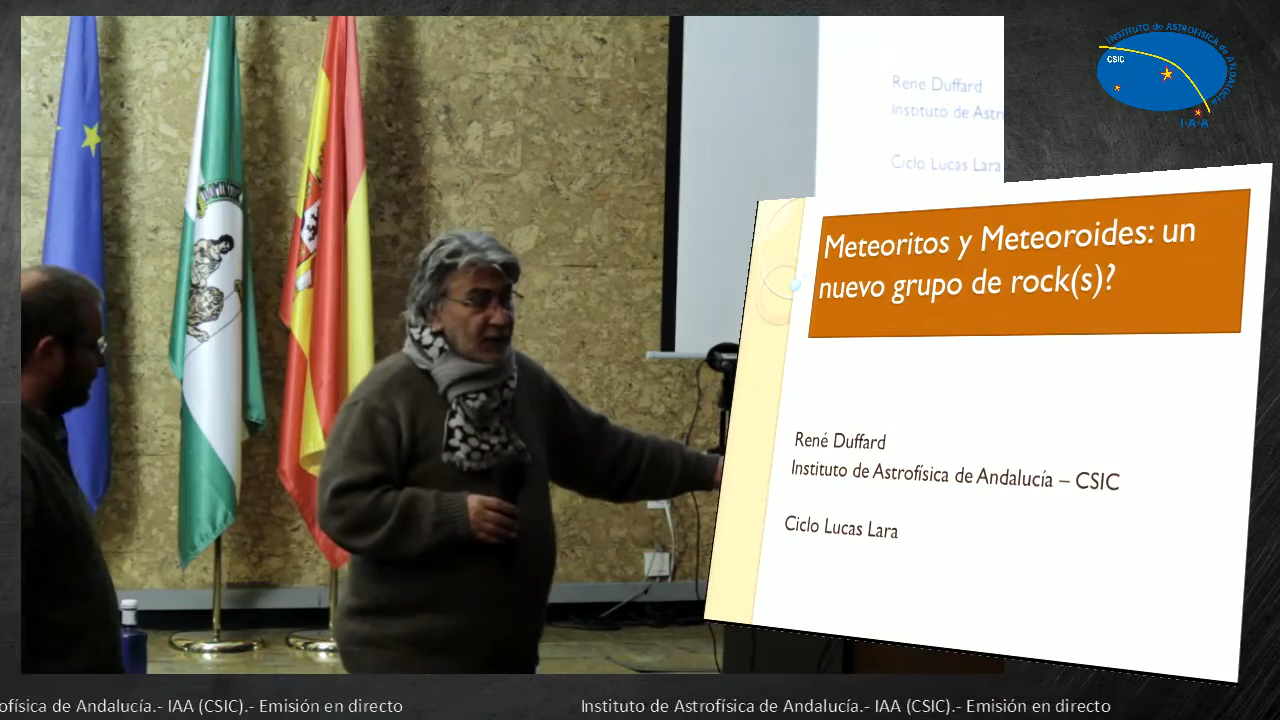 Rene Duffard
Instituto de Astr
Ciclo Lucas Lara
INSTITUTO de ASTROFÍSICA de ANDALUCÍA
CSIC
I·A·A
Meteoritos y Meteoroides: un
nuevo grupo de rock(s)?
René Duffard
Instituto de Astrofísica de Andalucía – CSIC
Ciclo Lucas Lara
ofísica de Andalucía.- IAA (CSIC).- Emisión en directo
Instituto de Astrofísica de Andalucía.- IAA (CSIC).- Emisión en directo